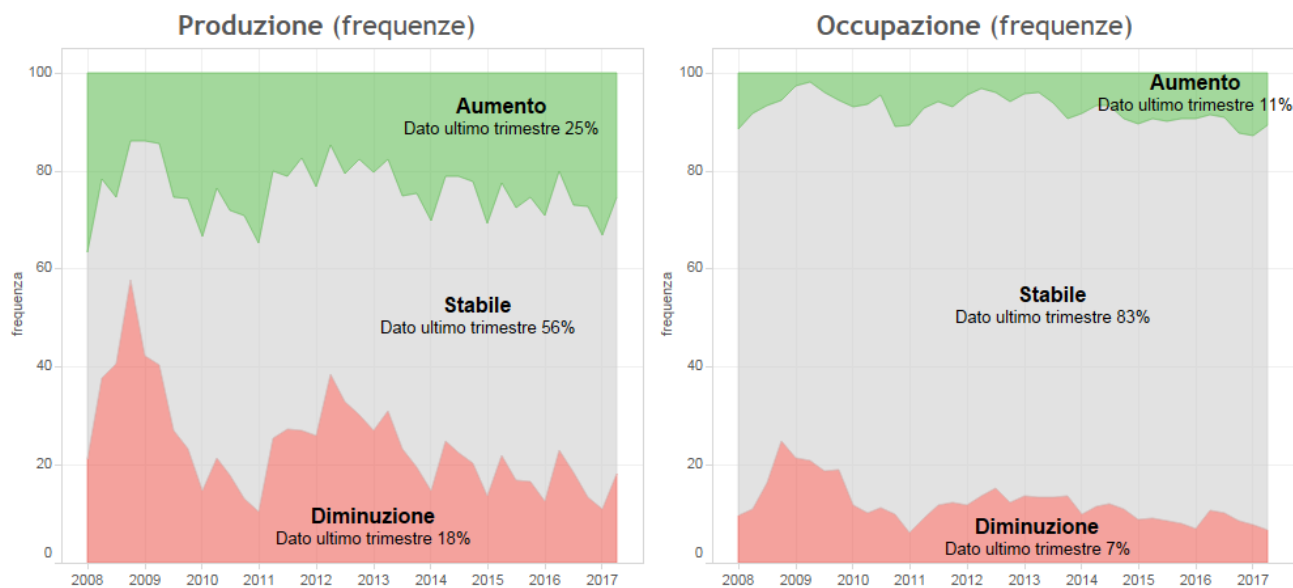 Produzione (frequenze)
frequenza
100
80
60
40
20
0
Aumento
Dato ultimo trimestre 25%
Stabile
Dato ultimo trimestre 56%
Diminuzione
Dato ultimo trimestre 18%
2008 2009 2010 2011 2012 2013 2014 2015 2016 2017
Occupazione (frequenze)
frequenza
100
80
60
40
20
0
Aumento
Dato ultimo trimestre 11%
Stabile
Dato ultimo trimestre 83%
Diminuzione
Dato ultimo trimestre 7%
2008 2009 2010 2011 2012 2013 2014 2015 2016 2017